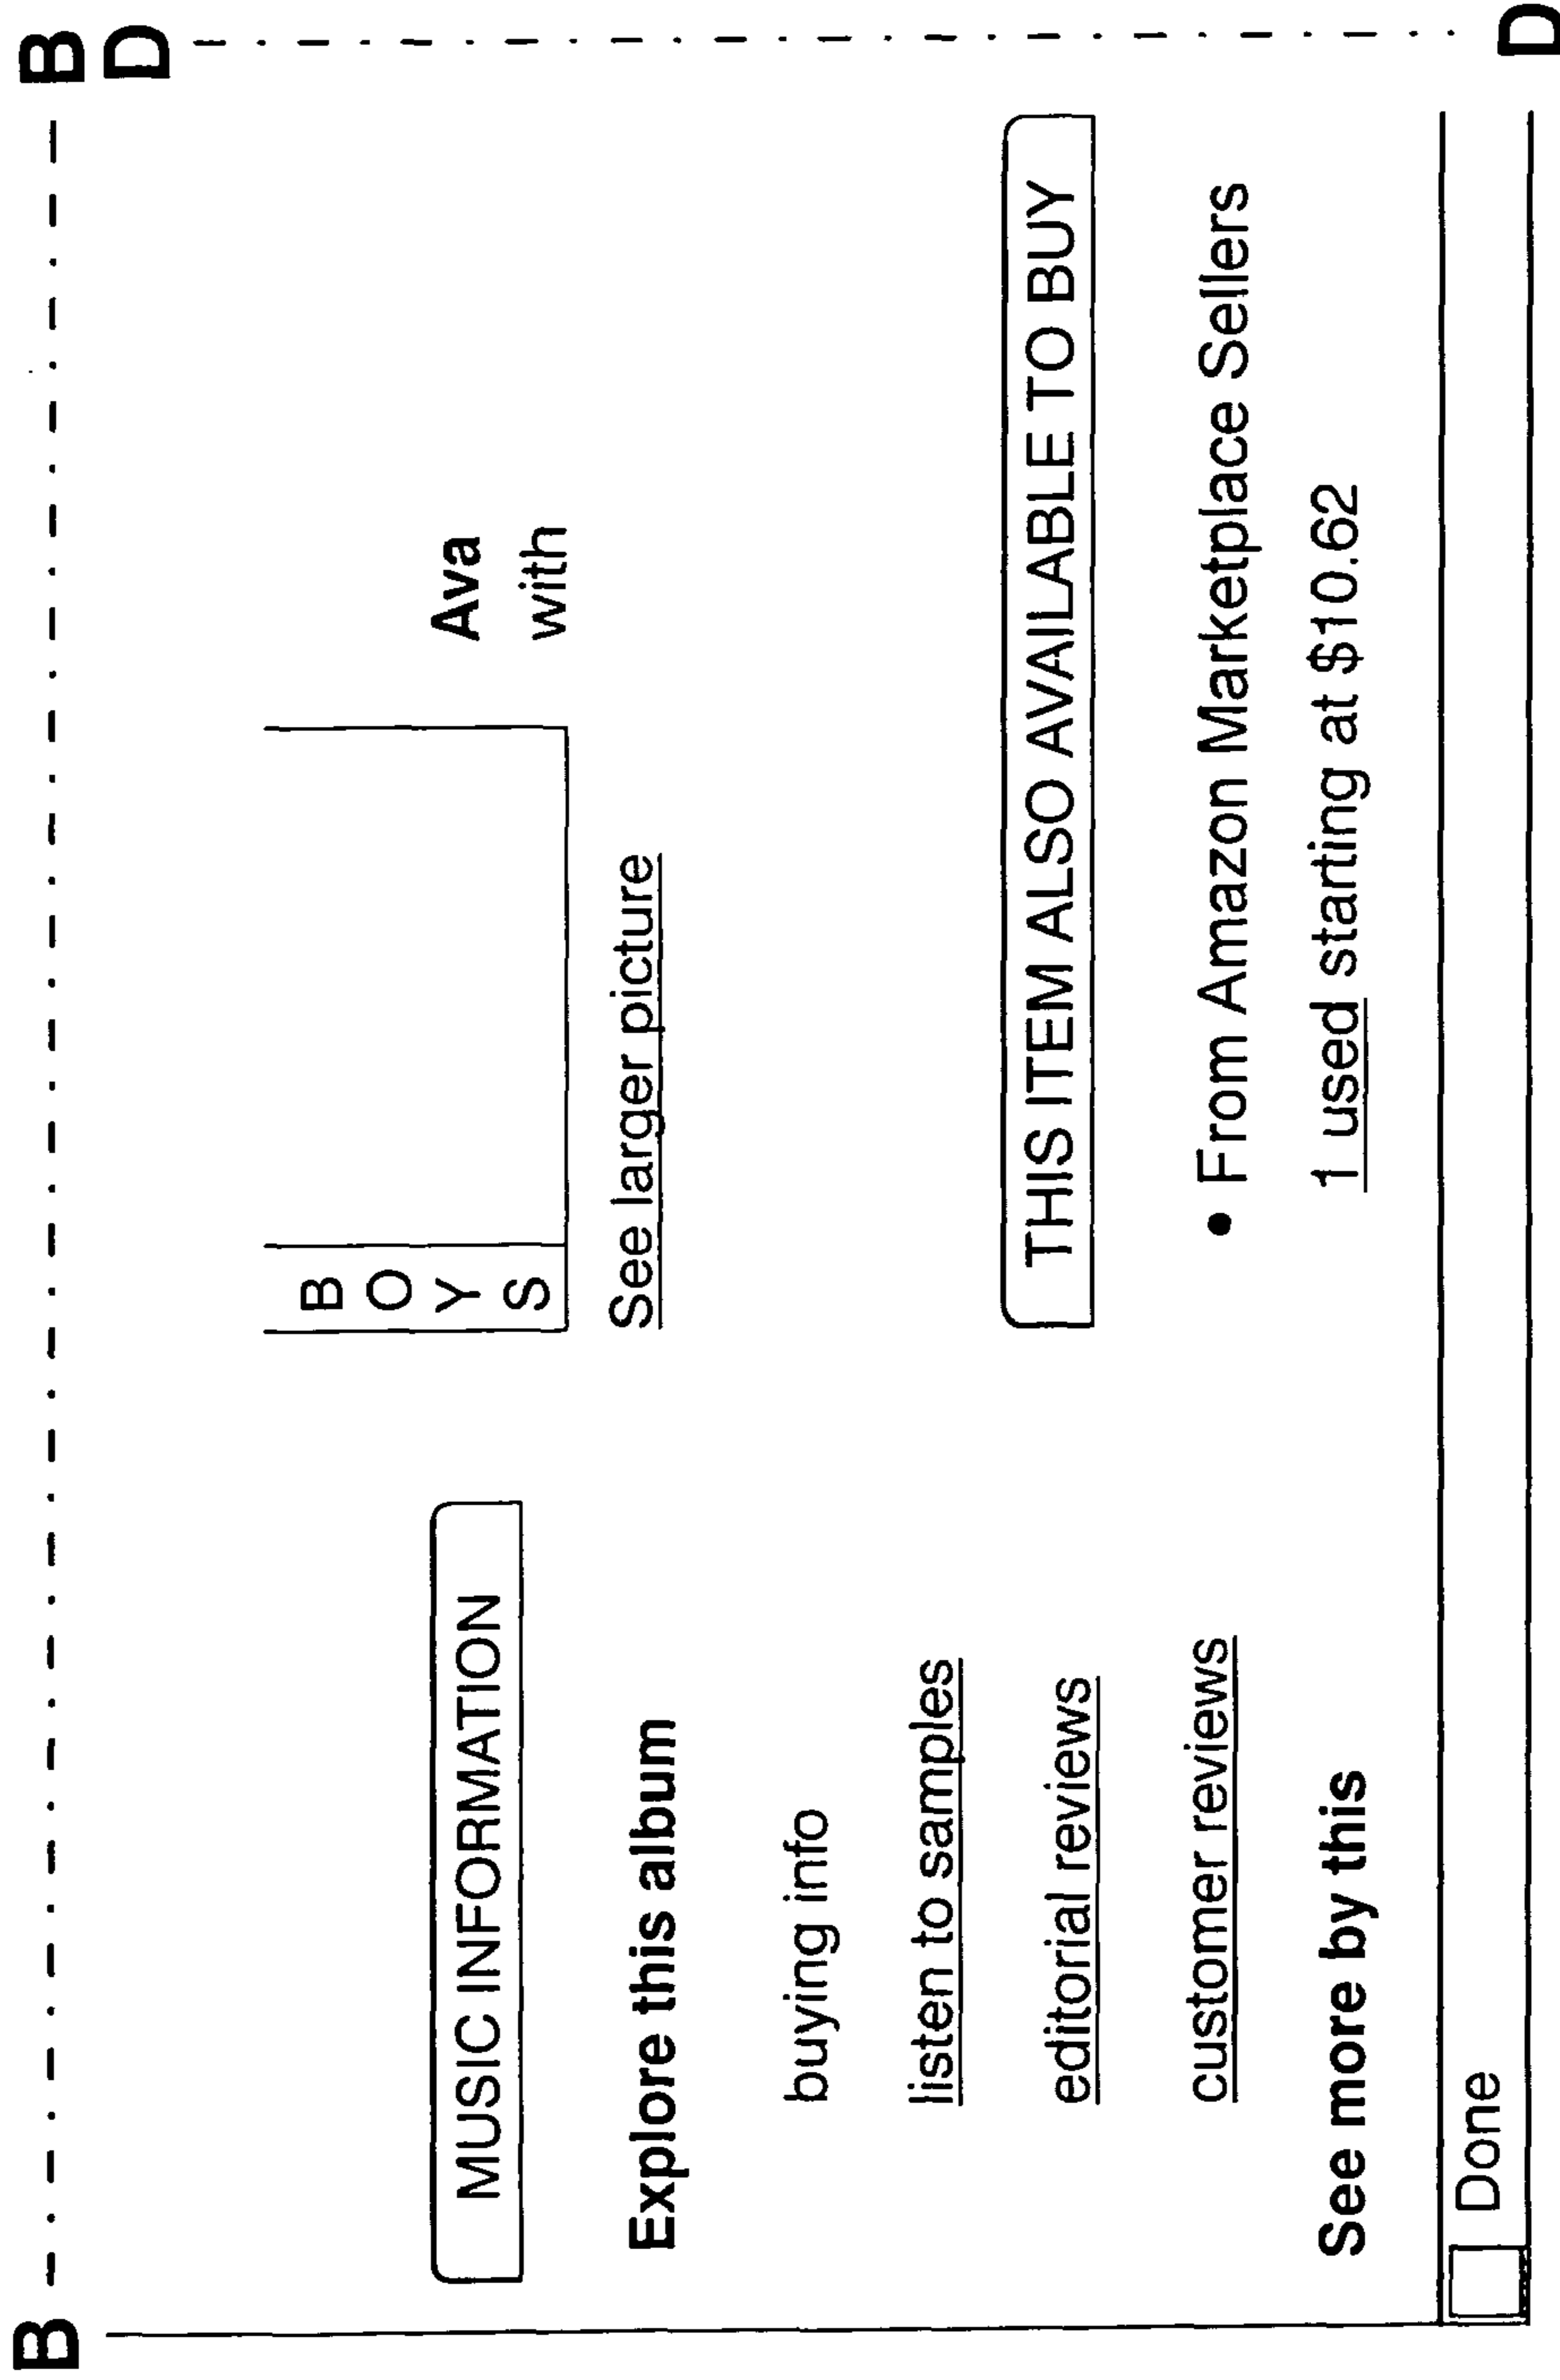 B B
D
MUSIC INFORMATION
Explore this album
buying info
listen to samples
editorial reviews
customer reviews
See more by this
B
O
Y
S
See larger picture
Ava
with
THIS ITEM ALSO AVAILABLE TO BUY
• From Amazon Marketplace Sellers
1 used starting at $10.62
Done
D